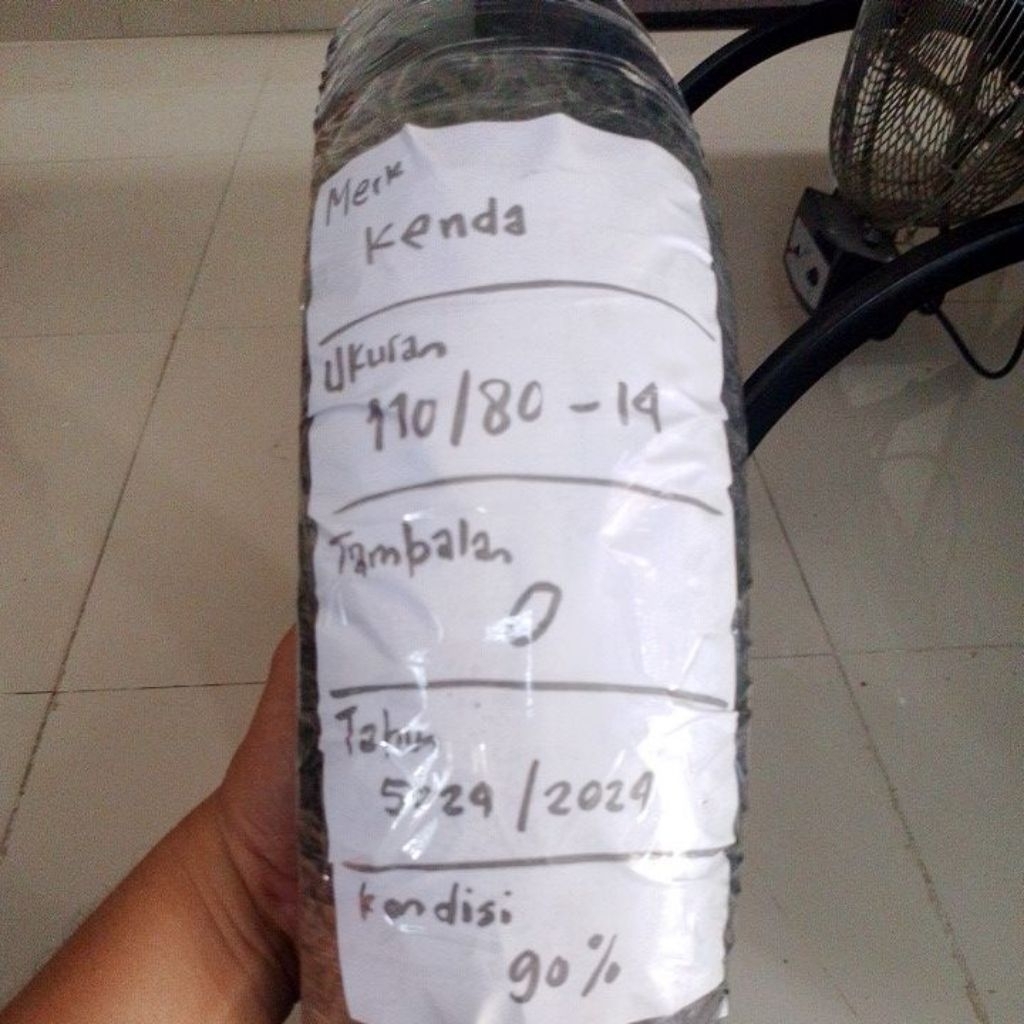 Merk
Kenda
Ukuran
110/80 - 14
Tambalan
0
Tahun
5024/2024
Kondisi
90%